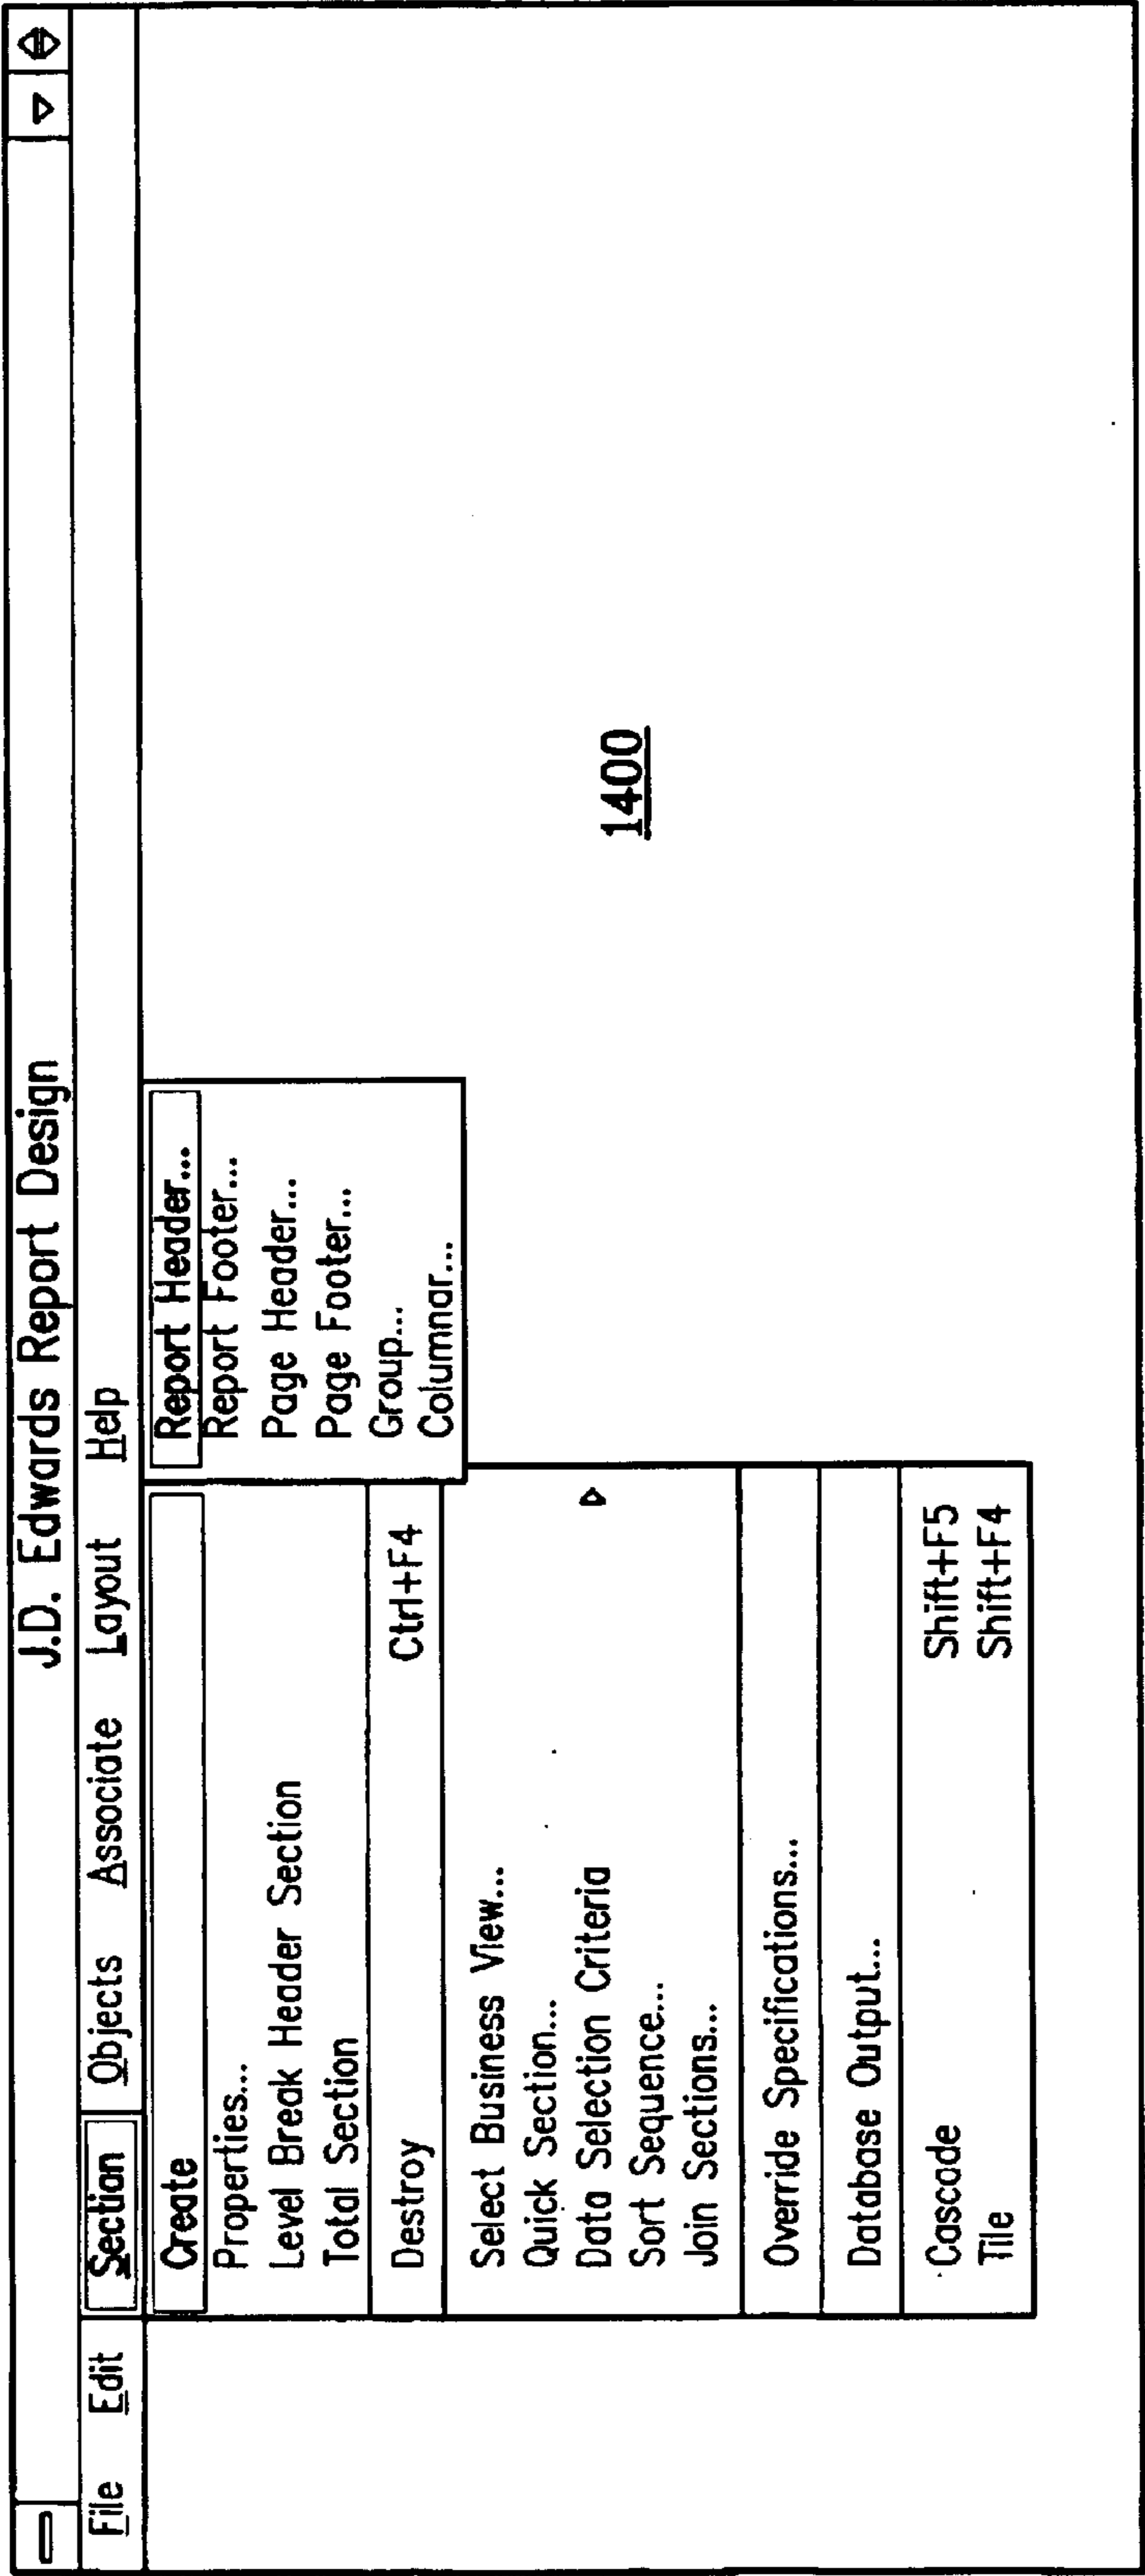 J.D. Edwards Report Design
File Edit Section Objects Associate Layout Help
Create
Properties...
Level Break Header Section
Total Section
Destroy Ctrl+F4
Select Business View...
Quick Section...
Data Selection Criteria
Sort Sequence...
Join Sections...
Override Specifications...
Database Output...
Cascade Shift+F5
Tile Shift+F4
Report Header...
Report Footer...
Page Header...
Page Footer...
Group...
Columnar...
1400